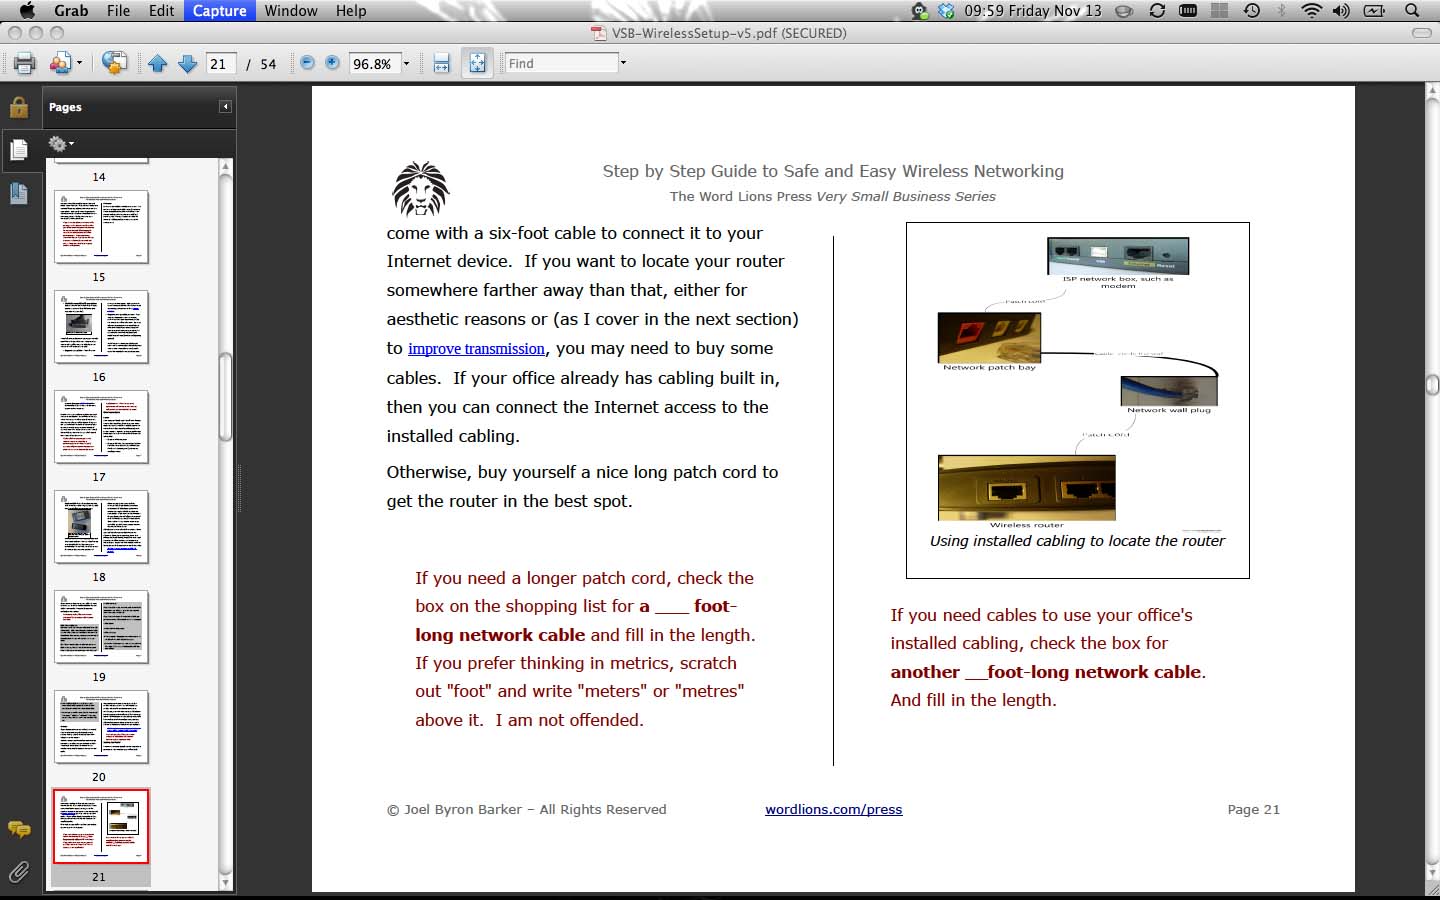 Grab File Edit Capture Window Help 09:59 Friday Nov 13
VSB-WirelessSetup-v5.pdf (SECURED)
21 / 54 96.8% Find
Pages
14
15
16
17
18
19
20
21
Step by Step Guide to Safe and Easy Wireless Networking
The Word Lions Press Very Small Business Series
come with a six-foot cable to connect it to your
Internet device. If you want to locate your router
somewhere farther away than that, either for
aesthetic reasons or (as I cover in the next section)
to improve transmission, you may need to buy some
cables. If your office already has cabling built in,
then you can connect the Internet access to the
installed cabling.
Otherwise, buy yourself a nice long patch cord to
get the router in the best spot.
If you need a longer patch cord, check the
box on the shopping list for a ____ foot-
long network cable and fill in the length.
If you prefer thinking in metrics, scratch
out "foot" and write "meters" or "metres"
above it. I am not offended.
Reset
ISP network box, such as
modem
Patch cord
Network patch bay
Network wall plug
Patch Cord
Wireless router
Using installed cabling to locate the router
If you need cables to use your office's
installed cabling, check the box for
another __foot-long network cable.
And fill in the length.
© Joel Byron Barker – All Rights Reserved wordlions.com/press Page 21